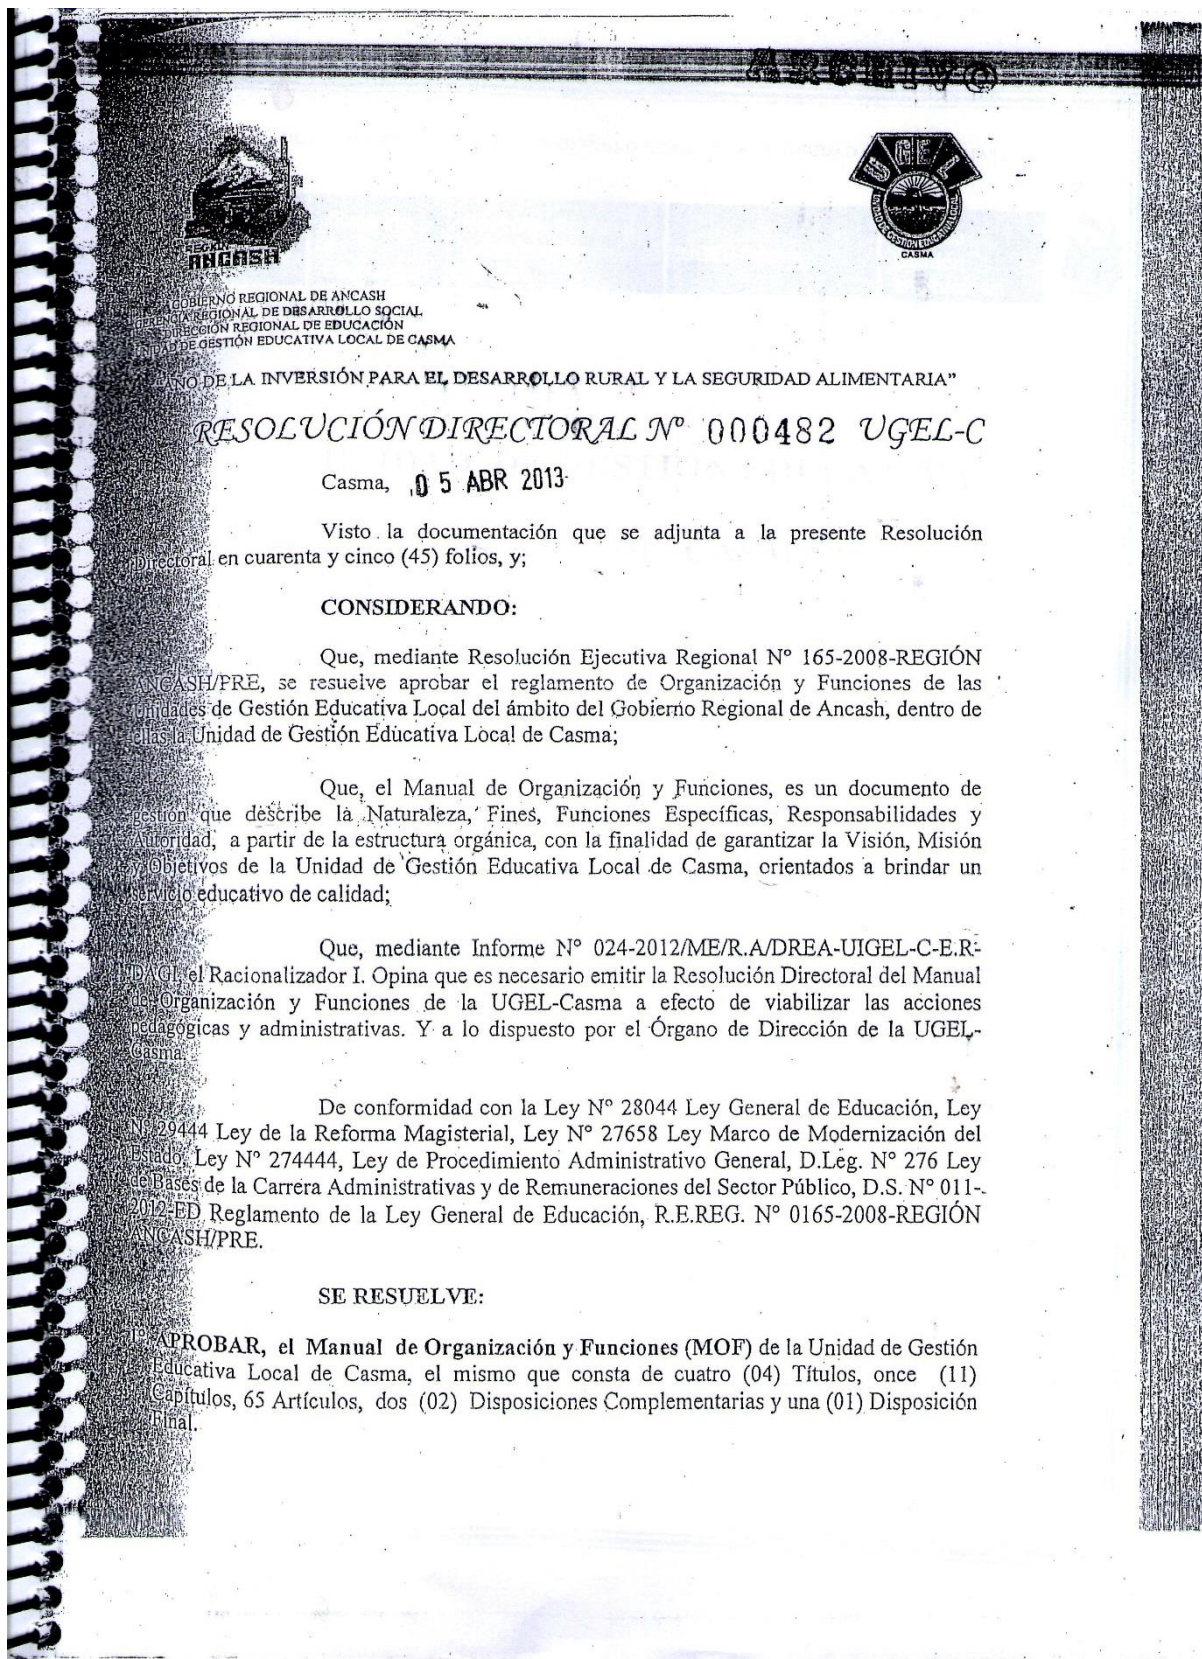 ARCHIVO
ANCASH
UGEL
CASMA
GOBIERNO REGIONAL DE ANCASH
GERENCIA REGIONAL DE DESARROLLO SOCIAL
DIRECCIÓN REGIONAL DE EDUCACIÓN
UNIDAD DE GESTIÓN EDUCATIVA LOCAL DE CASMA
"AÑO DE LA INVERSIÓN PARA EL DESARROLLO RURAL Y LA SEGURIDAD ALIMENTARIA"
RESOLUCIÓN DIRECTORAL Nº 000482 UGEL-C
Casma, 05 ABR 2013
Visto la documentación que se adjunta a la presente Resolución
Directoral en cuarenta y cinco (45) folios, y;
CONSIDERANDO:
Que, mediante Resolución Ejecutiva Regional Nº 165-2008-REGIÓN
ANCASH/PRE, se resuelve aprobar el reglamento de Organización y Funciones de las
Unidades de Gestión Educativa Local del ámbito del Gobierno Regional de Ancash, dentro de
ellas la Unidad de Gestión Educativa Local de Casma;
Que, el Manual de Organización y Funciones, es un documento de
gestión que describe la Naturaleza, Fines, Funciones Específicas, Responsabilidades y
Autoridad, a partir de la estructura orgánica, con la finalidad de garantizar la Visión, Misión
y Objetivos de la Unidad de Gestión Educativa Local de Casma, orientados a brindar un
servicio educativo de calidad;
Que, mediante Informe Nº 024-2012/ME/R.A/DREA-UIGEL-C-E.R-
DAGI, el Racionalizador I. Opina que es necesario emitir la Resolución Directoral del Manual
de Organización y Funciones de la UGEL-Casma a efecto de viabilizar las acciones
pedagógicas y administrativas. Y a lo dispuesto por el Órgano de Dirección de la UGEL-
Casma.
De conformidad con la Ley Nº 28044 Ley General de Educación, Ley
Nº 29444 Ley de la Reforma Magisterial, Ley Nº 27658 Ley Marco de Modernización del
Estado, Ley Nº 274444, Ley de Procedimiento Administrativo General, D.Leg. Nº 276 Ley
de Bases de la Carrera Administrativas y de Remuneraciones del Sector Público, D.S. Nº 011-
2012-ED Reglamento de la Ley General de Educación, R.E.REG. Nº 0165-2008-REGIÓN
ANCASH/PRE.
SE RESUELVE:
1º APROBAR, el Manual de Organización y Funciones (MOF) de la Unidad de Gestión
Educativa Local de Casma, el mismo que consta de cuatro (04) Títulos, once (11)
Capítulos, 65 Artículos, dos (02) Disposiciones Complementarias y una (01) Disposición
Final.